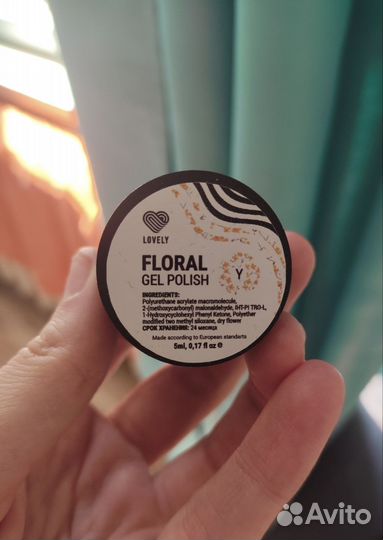 LOVELY
FLORAL
GEL POLISH
Y
INGREDIENTS:
Polyurethane acrylate macromolecule,
2-(methoxycarbonyl) malonaldehyde, IHT-PI TRO-L,
1-Hydroxycyclohexyl Phenyl Ketone, Polyether
modified two methyl siloxane, dry flower
СРОК ХРАНЕНИЯ: 24 месяца
Made according to European standarts
5ml, 0,17 fl oz e
Avito